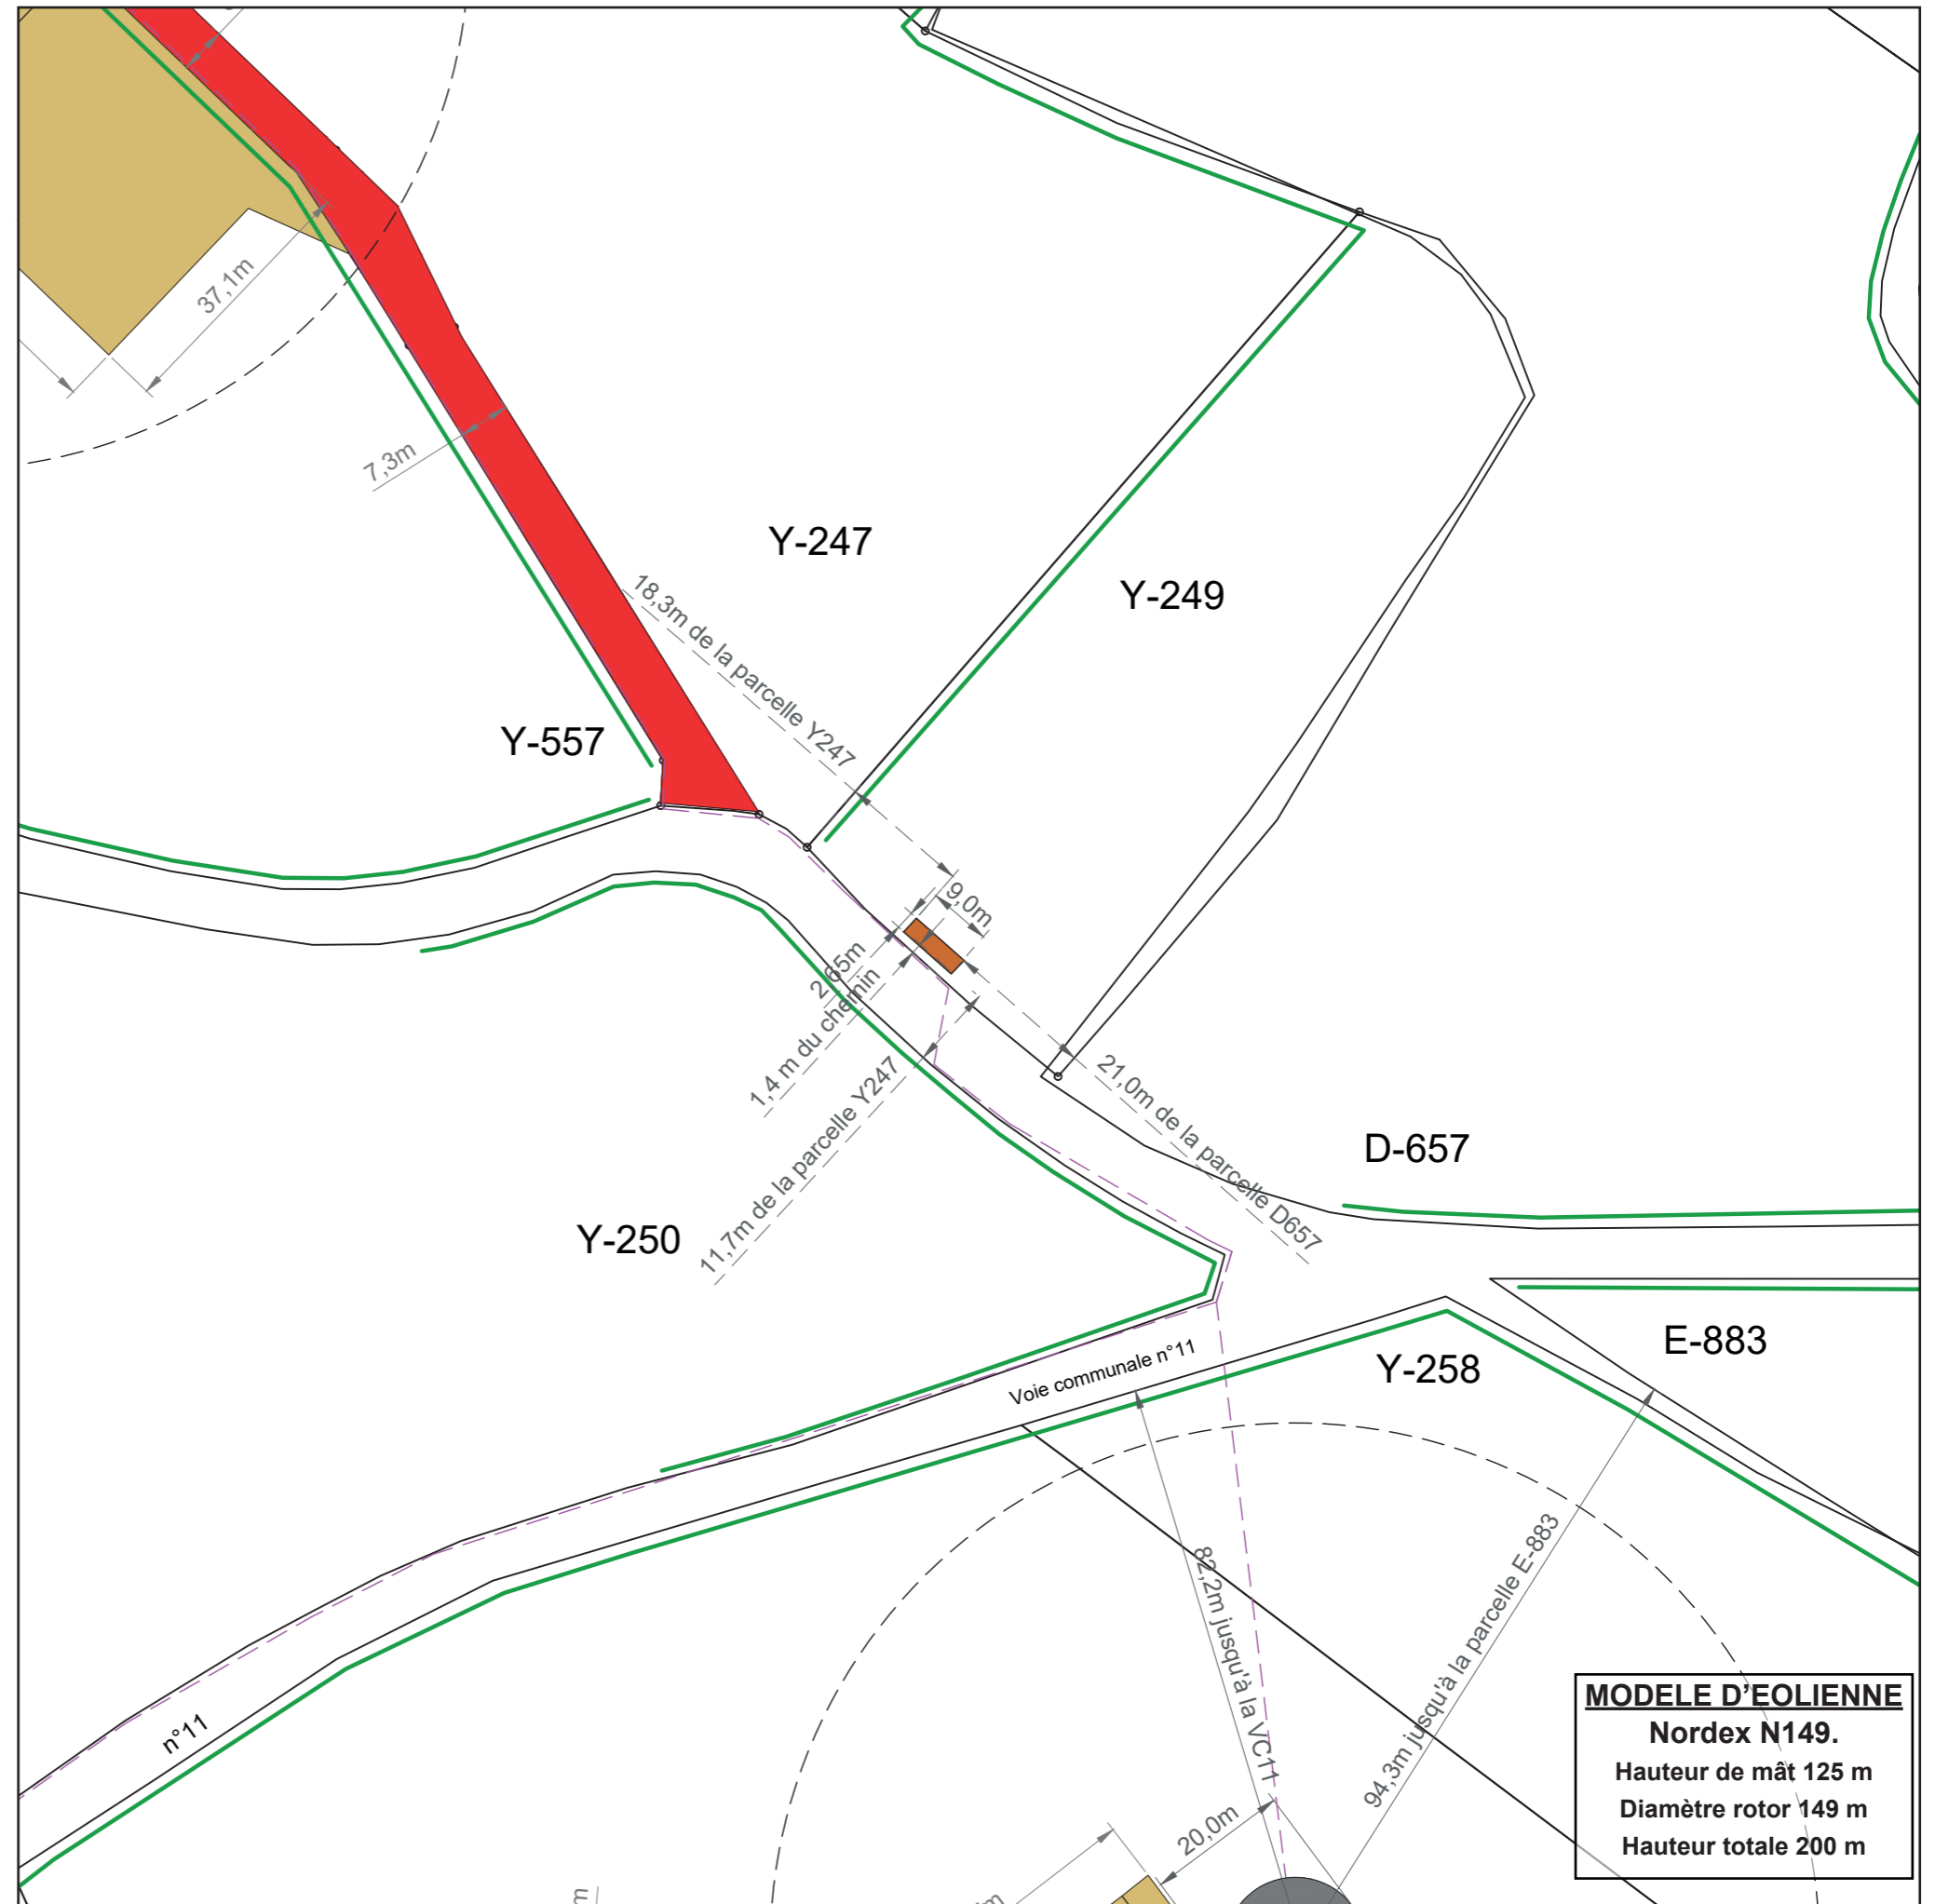 37,1m
7,3m
Y-247
Y-249
18,3m de la parcelle Y247
Y-557
9,0m
2,65m
1,4 m du chemin
11,7m de la parcelle Y247
21,0m de la parcelle D657
D-657
Y-250
E-883
Voie communale n°11
Y-258
82,2m jusqu'à la VC11
94,3m jusqu'à la parcelle E-883
n°11
20,0m
MODELE D'EOLIENNE
Nordex N149.
Hauteur de mât 125 m
Diamètre rotor 149 m
Hauteur totale 200 m